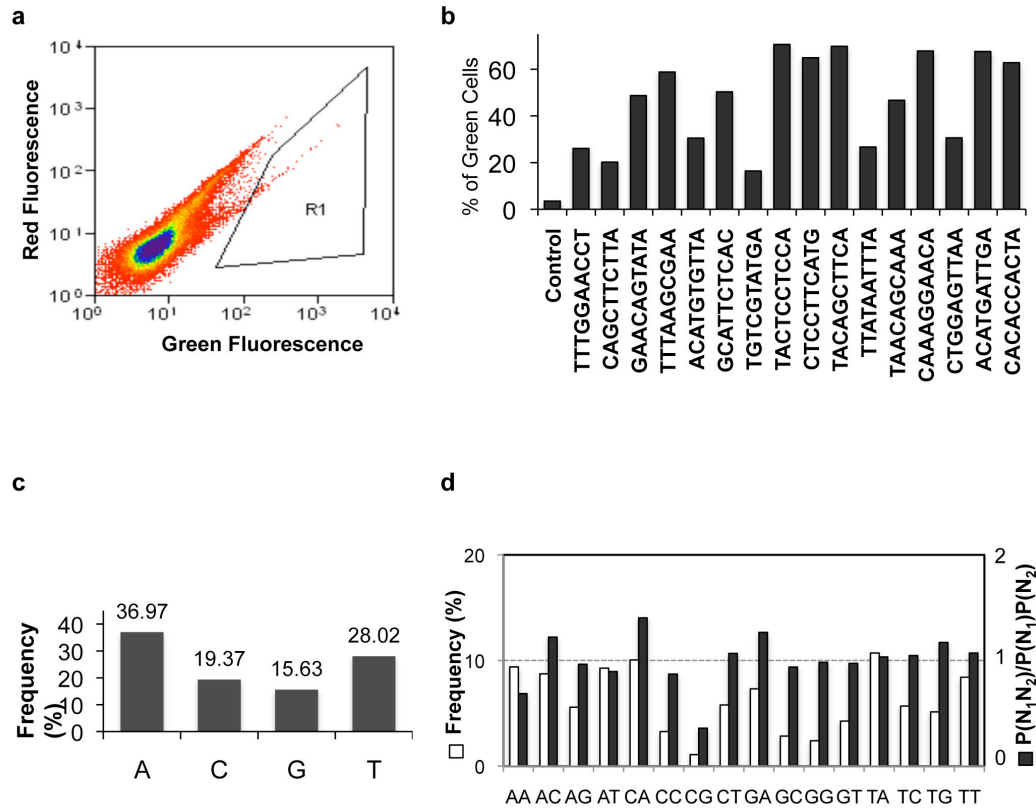 a
Red Fluorescence
10⁴
10³
10²
10¹
10⁰
R1
10⁰ 10¹ 10² 10³ 10⁴
Green Fluorescence
b
% of Green Cells
60
40
20
0
Control
TTTGGAACCT
CAGCTTCTTA
GAACAGTATA
TTTAAGCGAA
ACATGTGTTA
GCATTCTCAC
TGTCGTATGA
TACTCCTCCA
CTCCTTCATG
TACAGCTTCA
TTATAATTTA
TAACAGCAAA
CAAAGGAACA
CTGGAGTTAA
ACATGATTGA
CACACCACTA
c
Frequency
(%)
40
30
20
10
0
36.97
19.37
15.63
28.02
A C G T
d
Frequency (%)
20
10
0
2
1
0
P(N₁N₂)/P(N₁)P(N₂)
AA AC AG AT CA CC CG CT GA GC GG GT TA TC TG TT